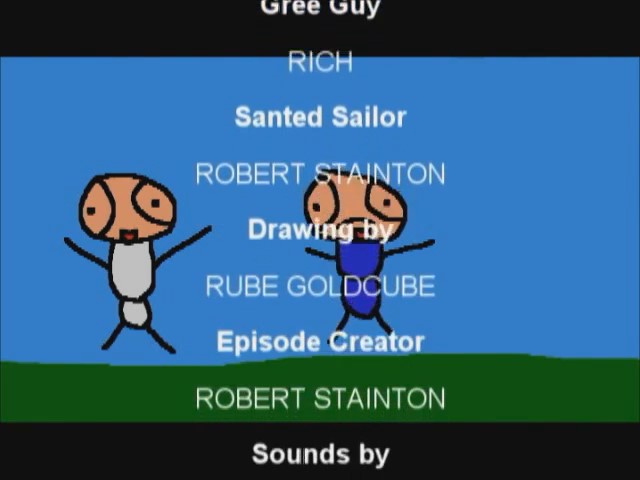 Gree Guy
RICH
Santed Sailor
ROBERT STAINTON
Drawing by
RUBE GOLDCUBE
Episode Creator
ROBERT STAINTON
Sounds by